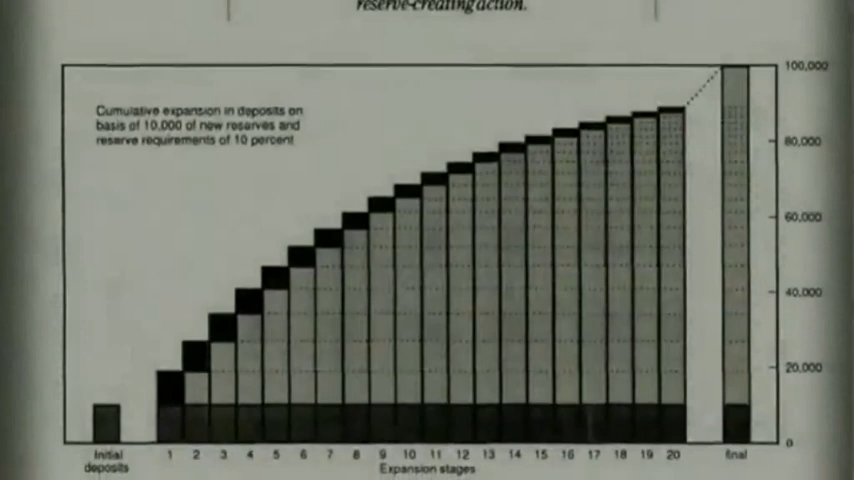 reserve-creating action.
Cumulative expansion in deposits on
basis of 10,000 of new reserves and
reserve requirements of 10 percent
100,000
80,000
60,000
40,000
20,000
0
Initial
deposits
1 2 3 4 5 6 7 8 9 10 11 12 13 14 15 16 17 18 19 20 final
Expansion stages